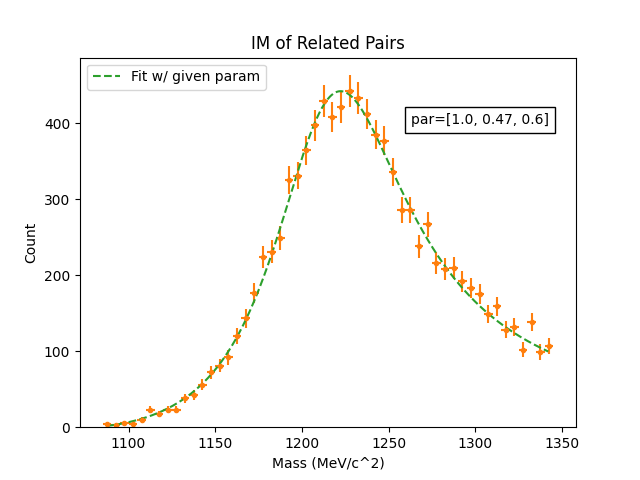 IM of Related Pairs
Fit w/ given param
par=[1.0, 0.47, 0.6]
Count
400
300
200
100
0
1100
1150
1200
1250
1300
1350
Mass (MeV/c^2)